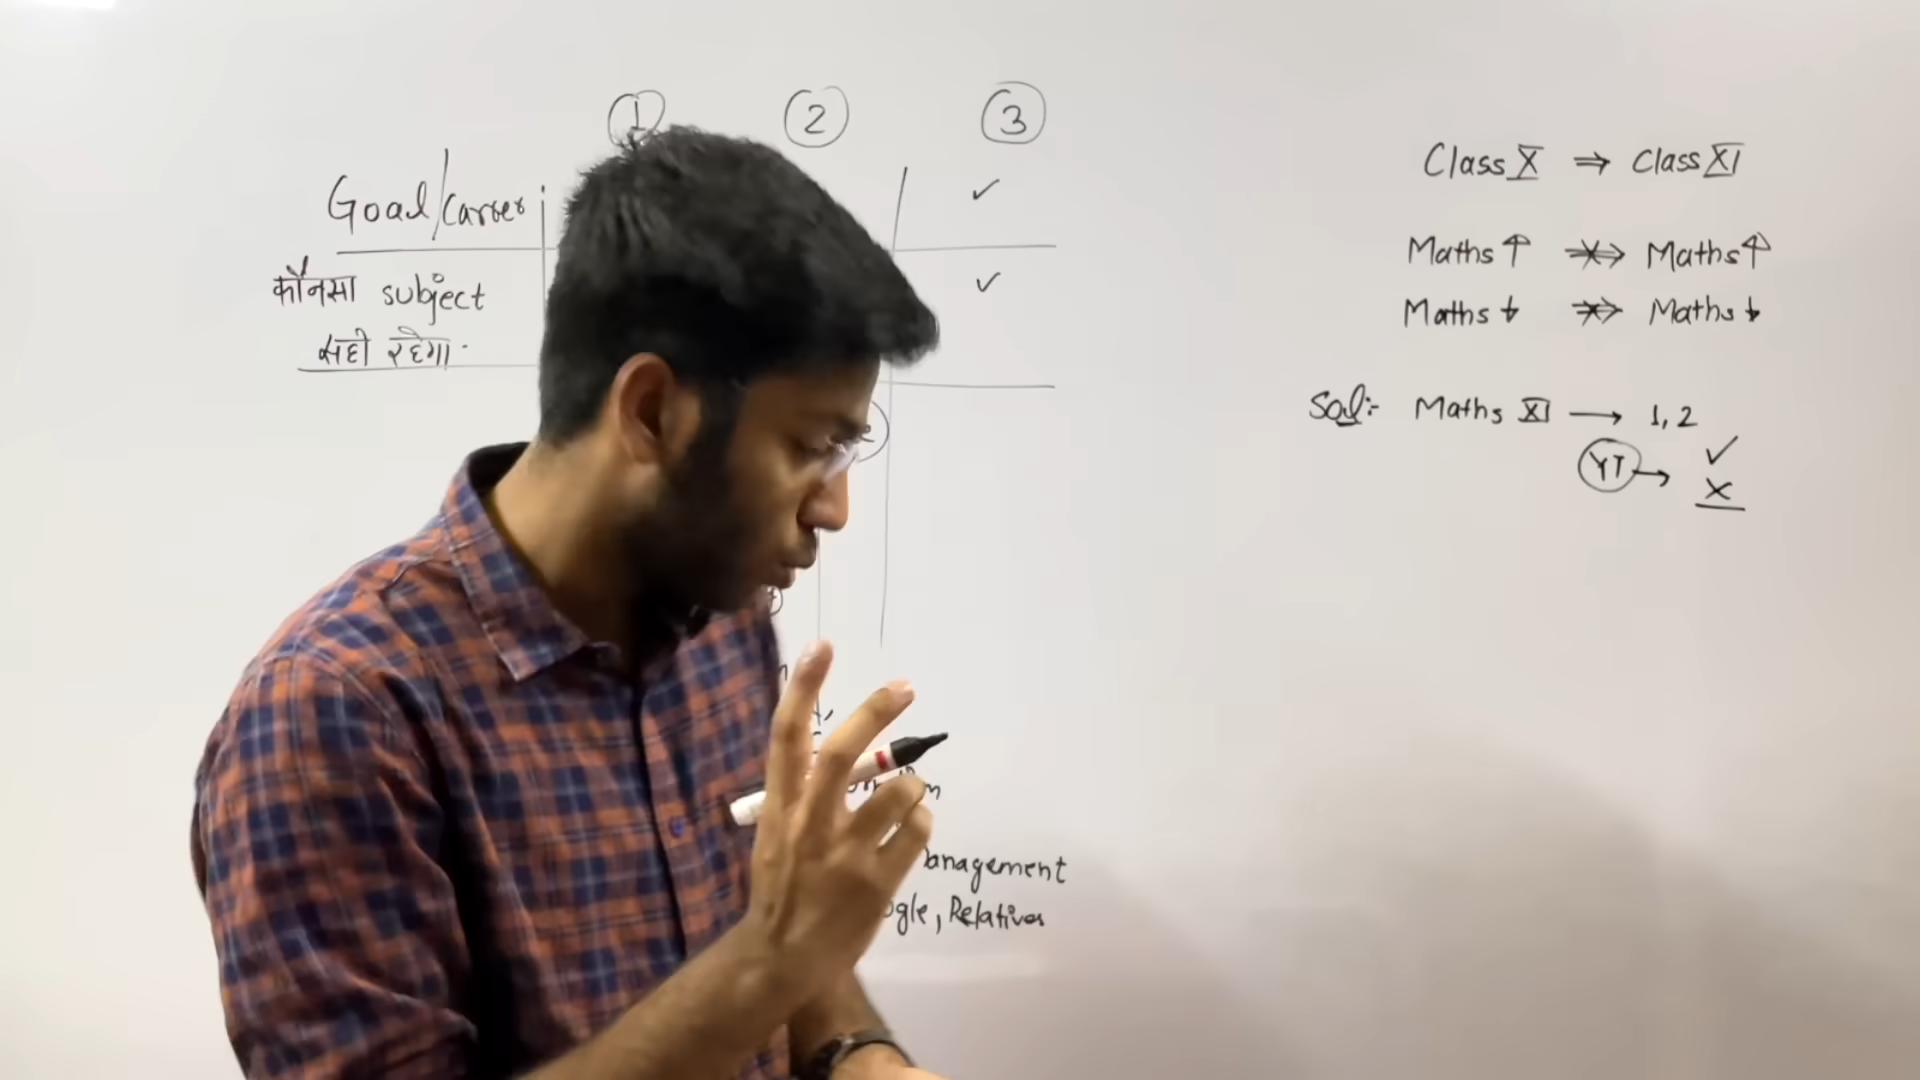 1 2 3
Goal/Career ✓
कौनसा subject ✓
सही रहेगा.
anagement
ogle, Relatives
Class X ⇒ Class XI
Maths ↑ ⇏ Maths ↑
Maths ↓ ⇏ Maths ↓
Sol:- Maths XI → 1, 2
✓
YT → ×